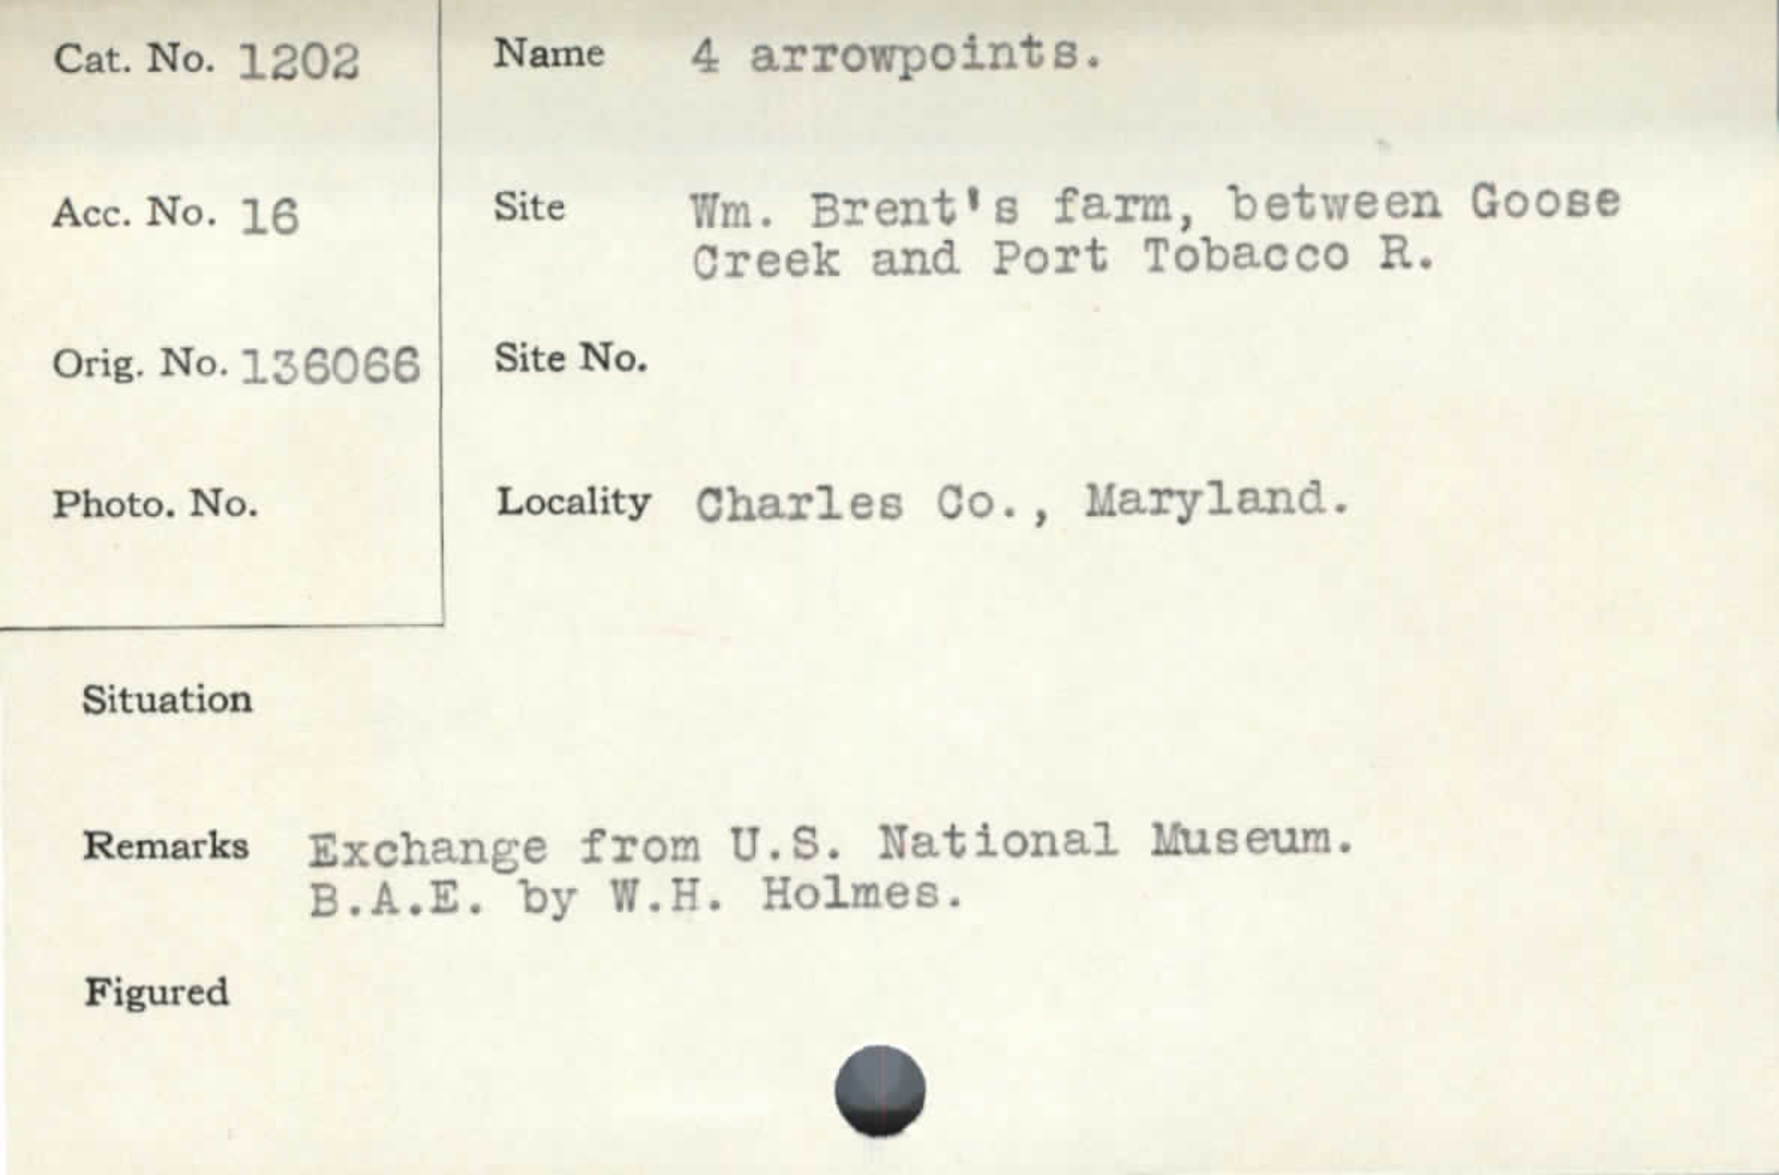 Cat. No. 1202
Name 4 arrowpoints.
Acc. No. 16
Site Wm. Brent's farm, between Goose
Creek and Port Tobacco R.
Orig. No. 136066
Site No.
Photo. No.
Locality Charles Co., Maryland.
Situation
Remarks Exchange from U.S. National Museum.
B.A.E. by W.H. Holmes.
Figured